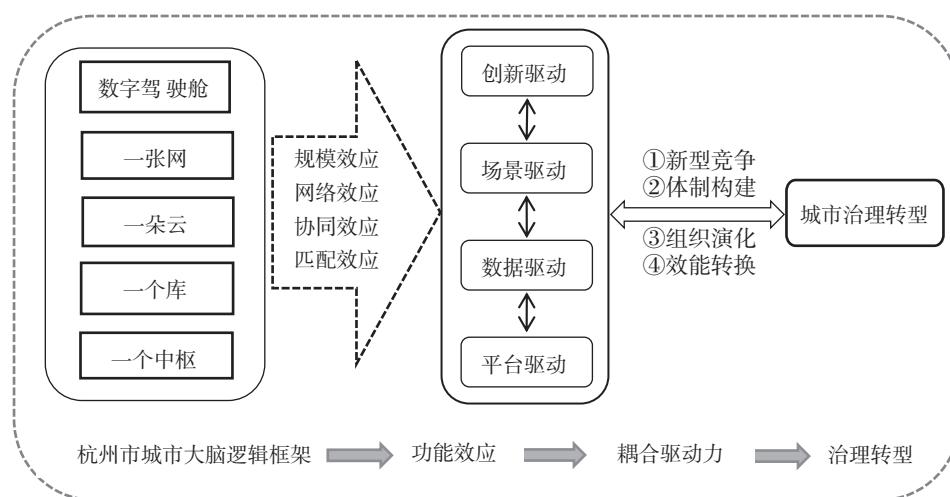 数字驾 驶舱
一张网
一朵云
一个库
一个中枢
规模效应
网络效应
协同效应
匹配效应
创新驱动
场景驱动
数据驱动
平台驱动
①新型竞争
②体制构建
③组织演化
④效能转换
城市治理转型
杭州市城市大脑逻辑框架
功能效应
耦合驱动力
治理转型